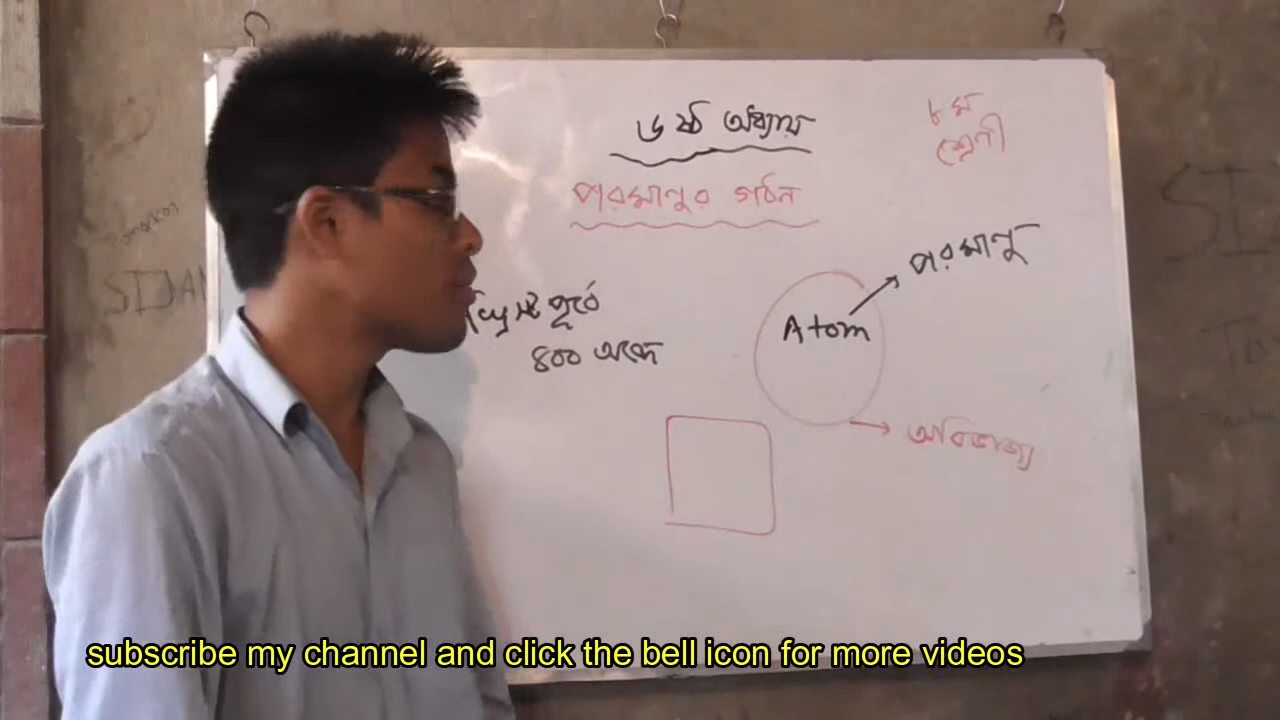 ৬ষ্ঠ অধ্যায়
৮ম
শ্রেণী
পরমানুর গঠন
পরমানু
Atom
খ্রিস্ট পূর্বে
৪০০ অব্দে
অবিভাজ্য
subscribe my channel and click the bell icon for more videos